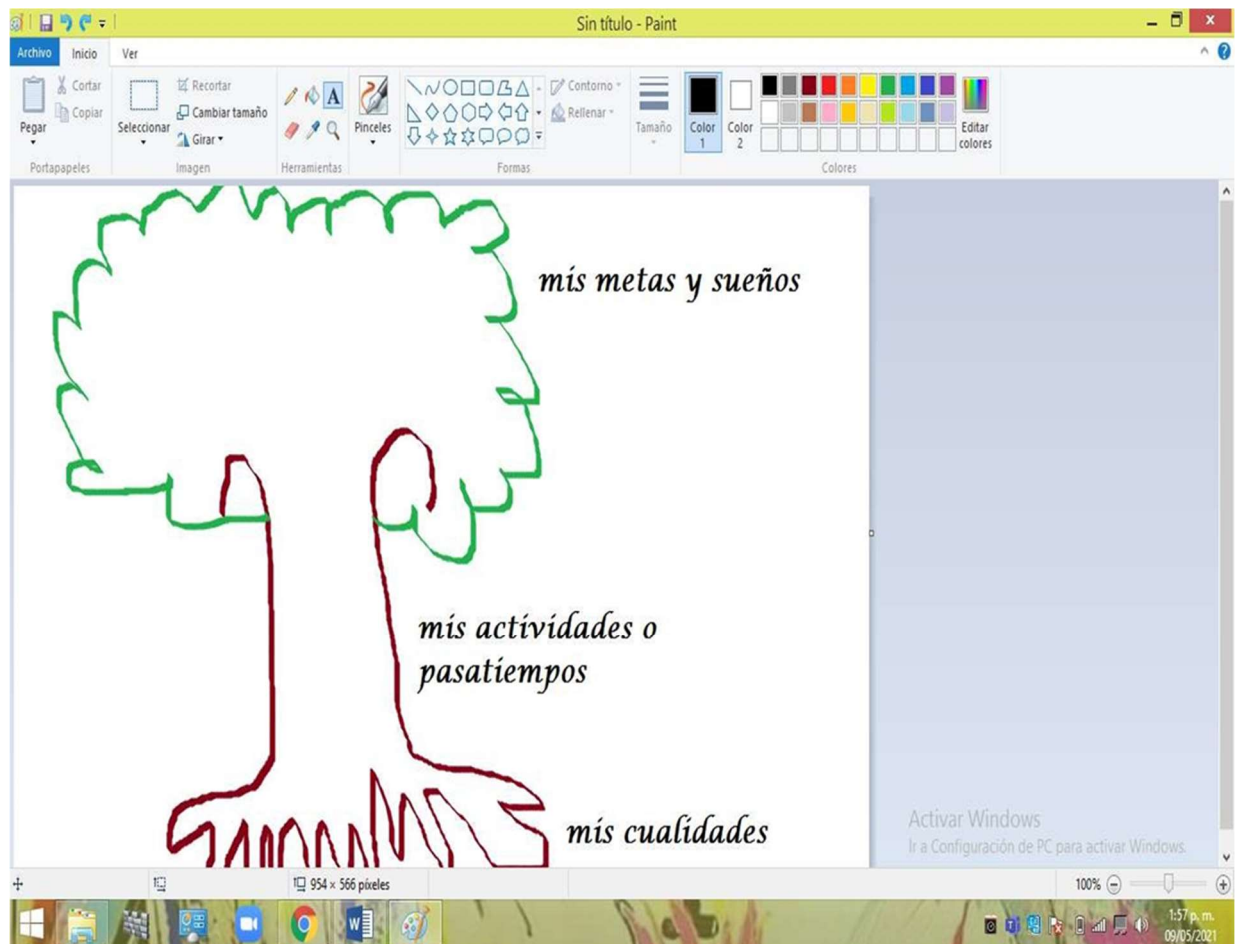 Sin título - Paint
Archivo Inicio Ver
Pegar
Cortar
Copiar
Portapapeles
Seleccionar
Recortar
Cambiar tamaño
Girar
Imagen
A
Herramientas
Pinceles
Contorno
Rellenar
Formas
Tamaño
Color 1
Color 2
Editar colores
Colores
mis metas y sueños
mis actividades o
pasatiempos
mis cualidades
Activar Windows
Ir a Configuración de PC para activar Windows.
954 × 566 píxeles
100%
1:57 p. m.
09/05/2021